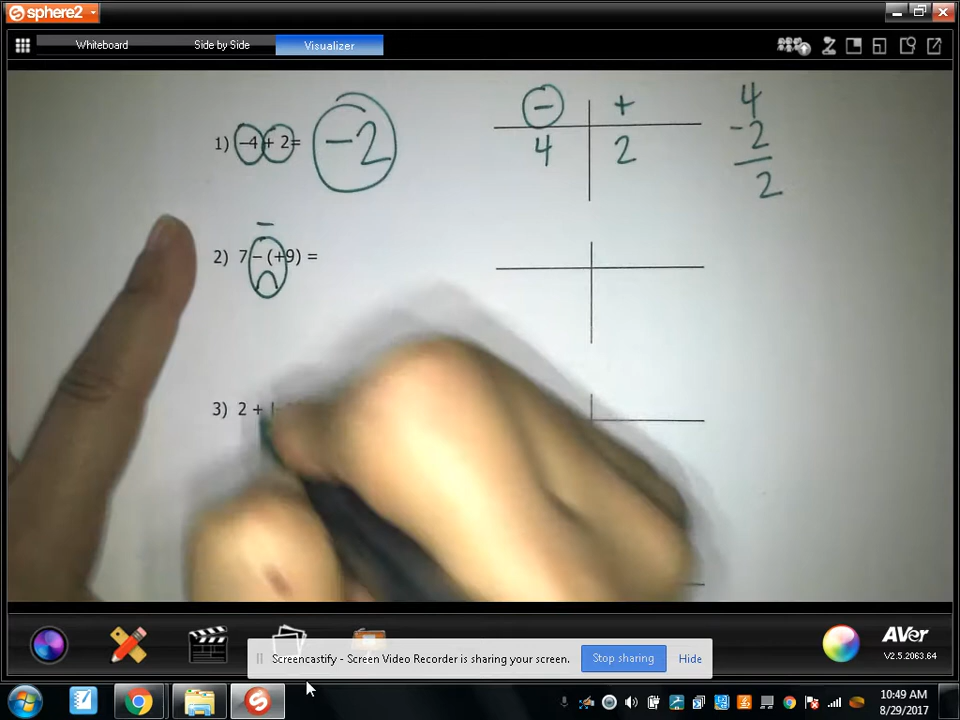 sphere2
Whiteboard Side by Side Visualizer
1) -4 + 2 = -2
- +
4 2
4
-2
2
2) 7 - (+9) =
-
3) 2 +
Screencastify - Screen Video Recorder is sharing your screen. Stop sharing Hide
AVer
V2.5.2063.64
10:49 AM
8/29/2017